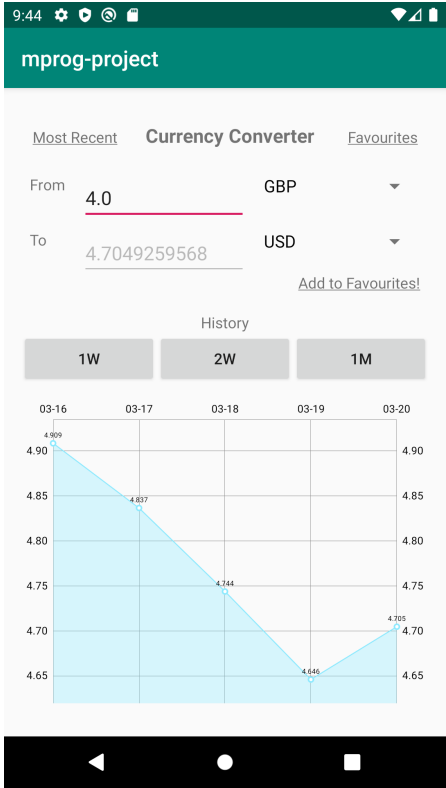 9:44
mprog-project
Most Recent Currency Converter Favourites
From 4.0 GBP
To 4.7049259568 USD
Add to Favourites!
History
1W 2W 1M
03-16 03-17 03-18 03-19 03-20
4.909
4.90 4.90
4.837
4.85 4.85
4.80 4.80
4.744
4.75 4.75
4.705
4.70 4.70
4.646
4.65 4.65